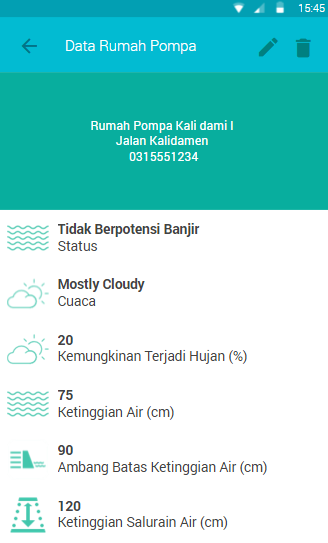 15:45
Data Rumah Pompa
Rumah Pompa Kali dami I
Jalan Kalidamen
0315551234
Tidak Berpotensi Banjir
Status
Mostly Cloudy
Cuaca
20
Kemungkinan Terjadi Hujan (%)
75
Ketinggian Air (cm)
90
Ambang Batas Ketinggian Air (cm)
120
Ketinggian Salurain Air (cm)